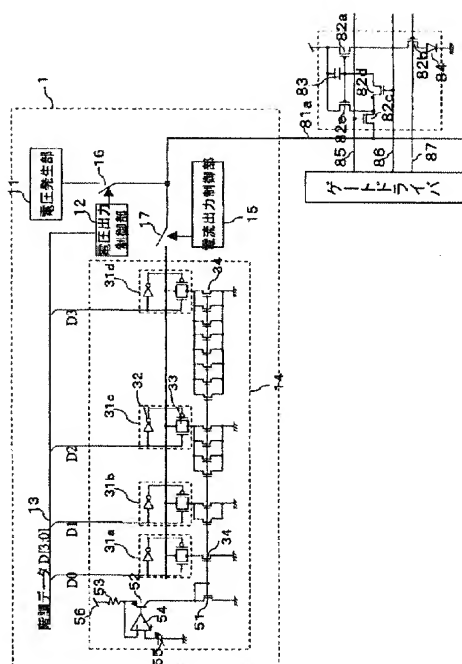 1
11
電圧発生部
16
12
電圧出力
制御部
17
電流出力制御部
15
階調データD[3:0]
13
D0
D1
D2
D3
31a
31b
31c
31d
32
33
34
34
14
56
53
52
54
55
51
81a
83
82a
82e
82d
82c
82b
84
85
86
87
ゲートドライバ